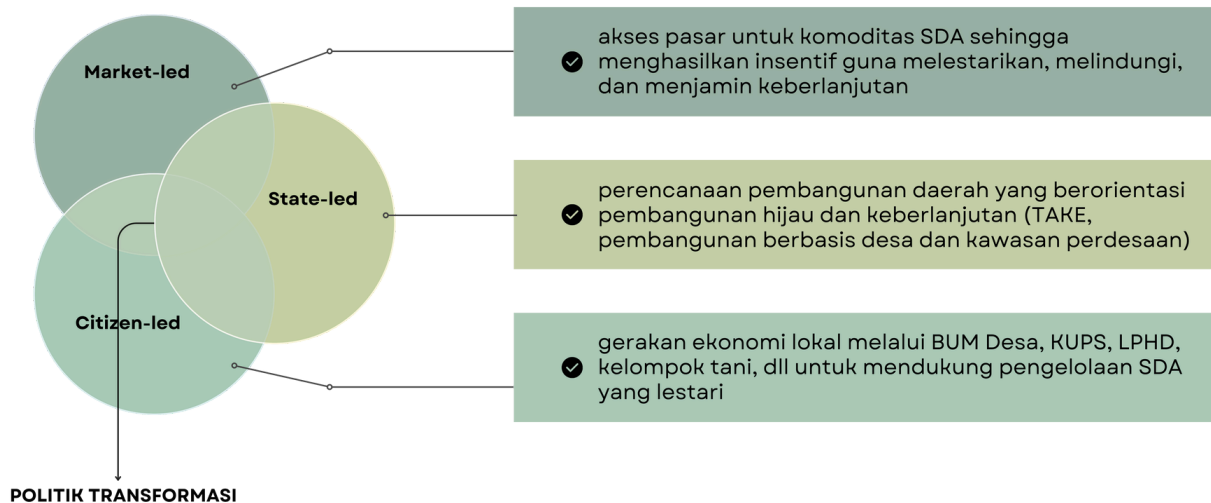 Market-led
akses pasar untuk komoditas SDA sehingga
menghasilkan insentif guna melestarikan, melindungi,
dan menjamin keberlanjutan
State-led
perencanaan pembangunan daerah yang berorientasi
pembangunan hijau dan keberlanjutan (TAKE,
pembangunan berbasis desa dan kawasan perdesaan)
Citizen-led
gerakan ekonomi lokal melalui BUM Desa, KUPS, LPHD,
kelompok tani, dll untuk mendukung pengelolaan SDA
yang lestari
POLITIK TRANSFORMASI